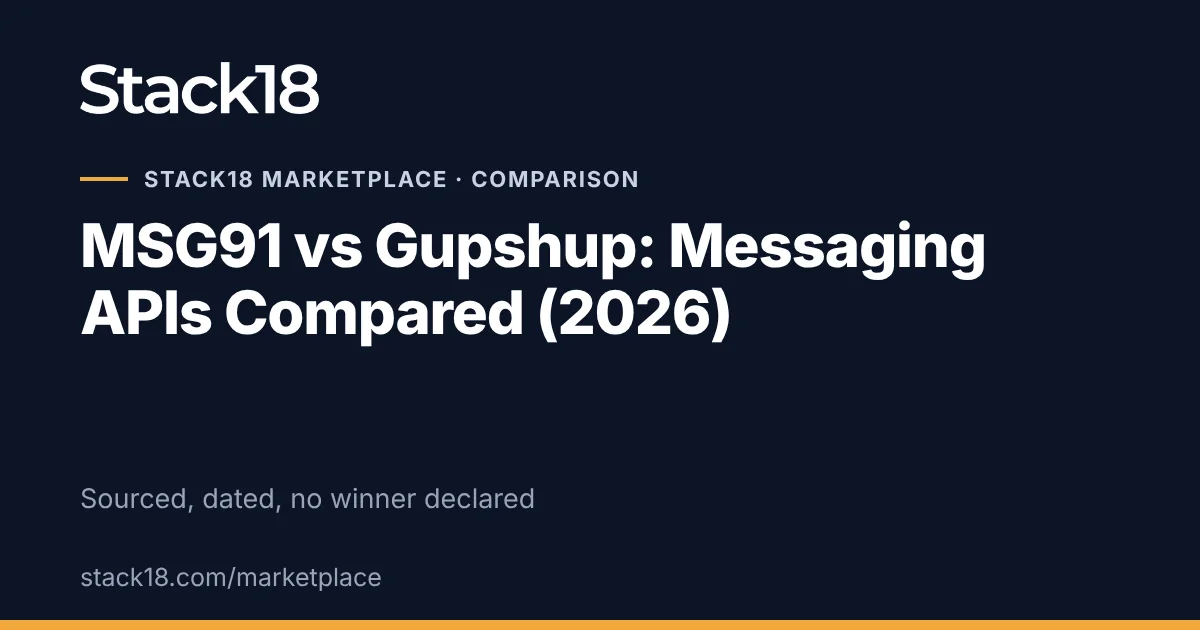 Stack18
STACK18 MARKETPLACE · COMPARISON
MSG91 vs Gupshup: Messaging
APIs Compared (2026)
Sourced, dated, no winner declared
stack18.com/marketplace